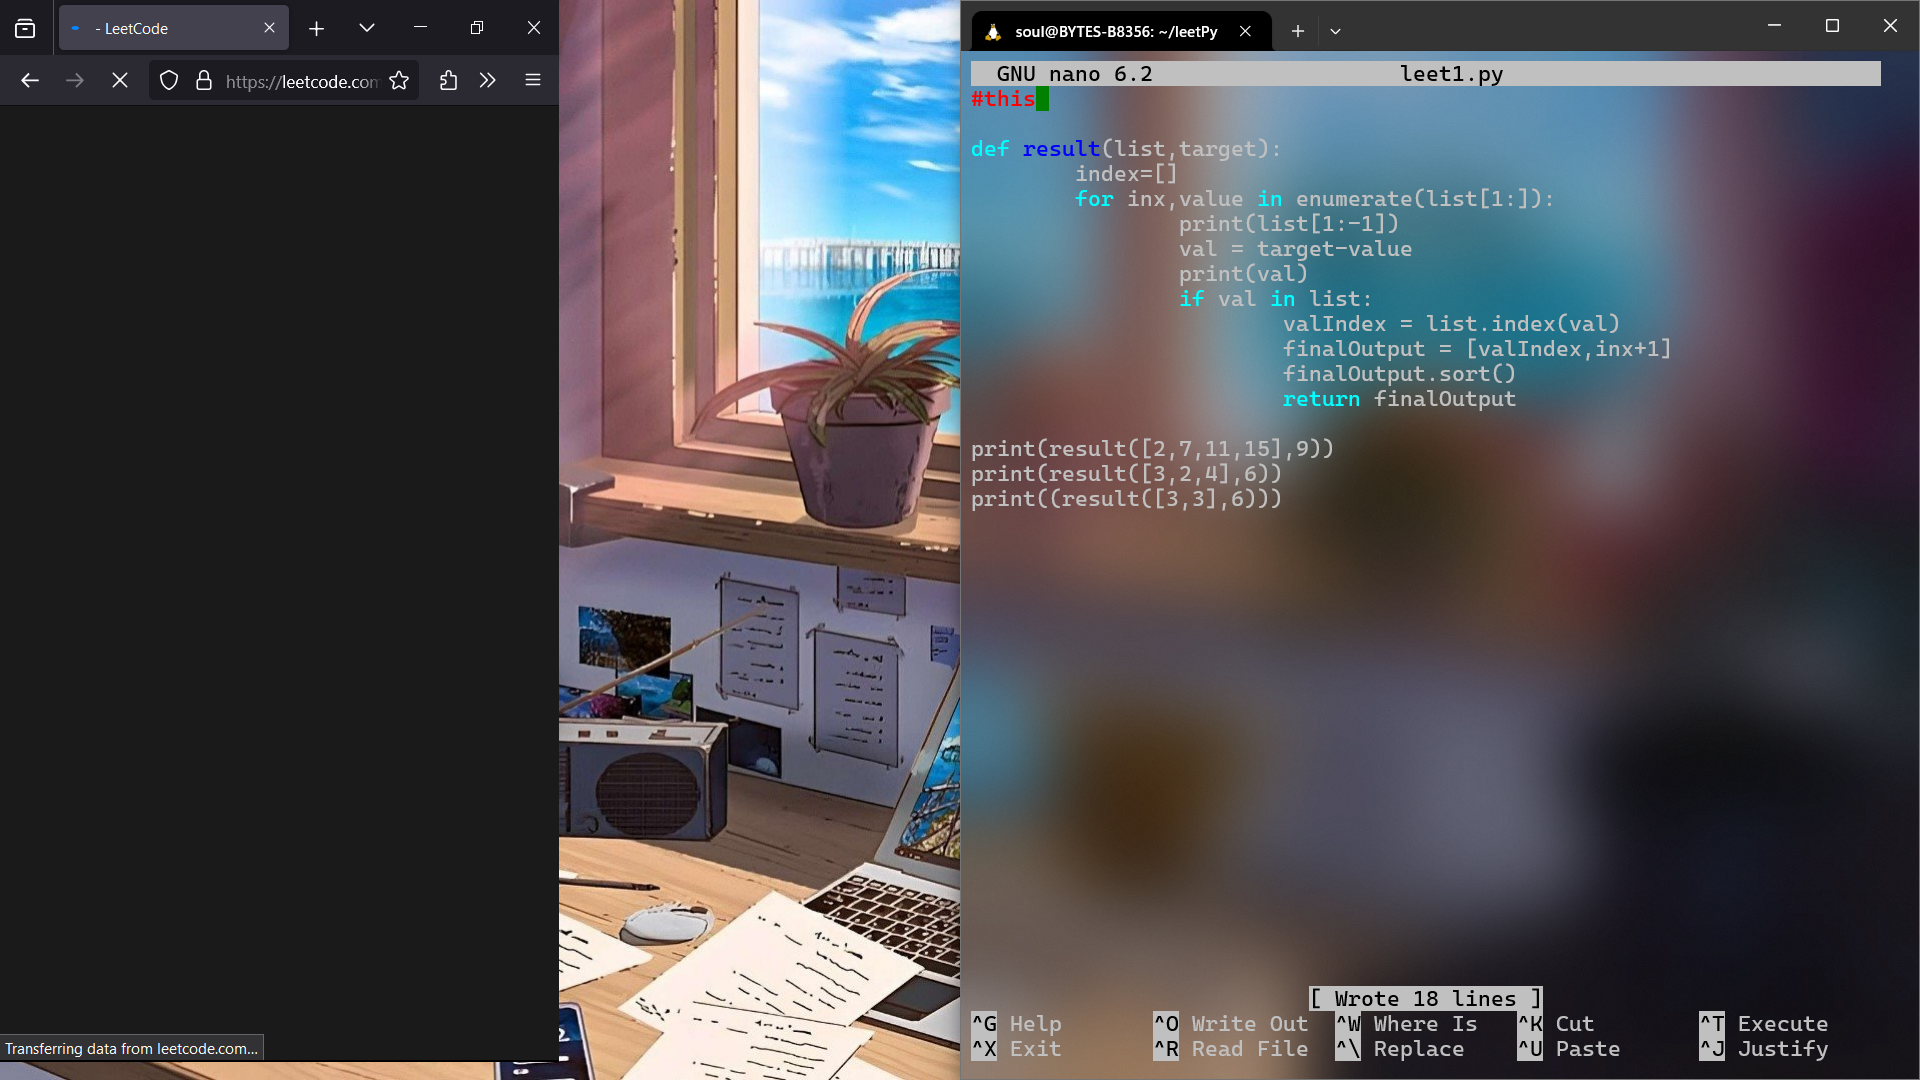 - LeetCode
https://leetcode.com
Transferring data from leetcode.com...
soul@BYTES-B8356: ~/leetPy
GNU nano 6.2 leet1.py
#this
def result(list,target):
index=[]
for inx,value in enumerate(list[1:]):
print(list[1:-1])
val = target-value
print(val)
if val in list:
valIndex = list.index(val)
finalOutput = [valIndex,inx+1]
finalOutput.sort()
return finalOutput
print(result([2,7,11,15],9))
print(result([3,2,4],6))
print((result([3,3],6)))
[ Wrote 18 lines ]
^G Help ^O Write Out ^W Where Is ^K Cut ^T Execute
^X Exit ^R Read File ^\ Replace ^U Paste ^J Justify